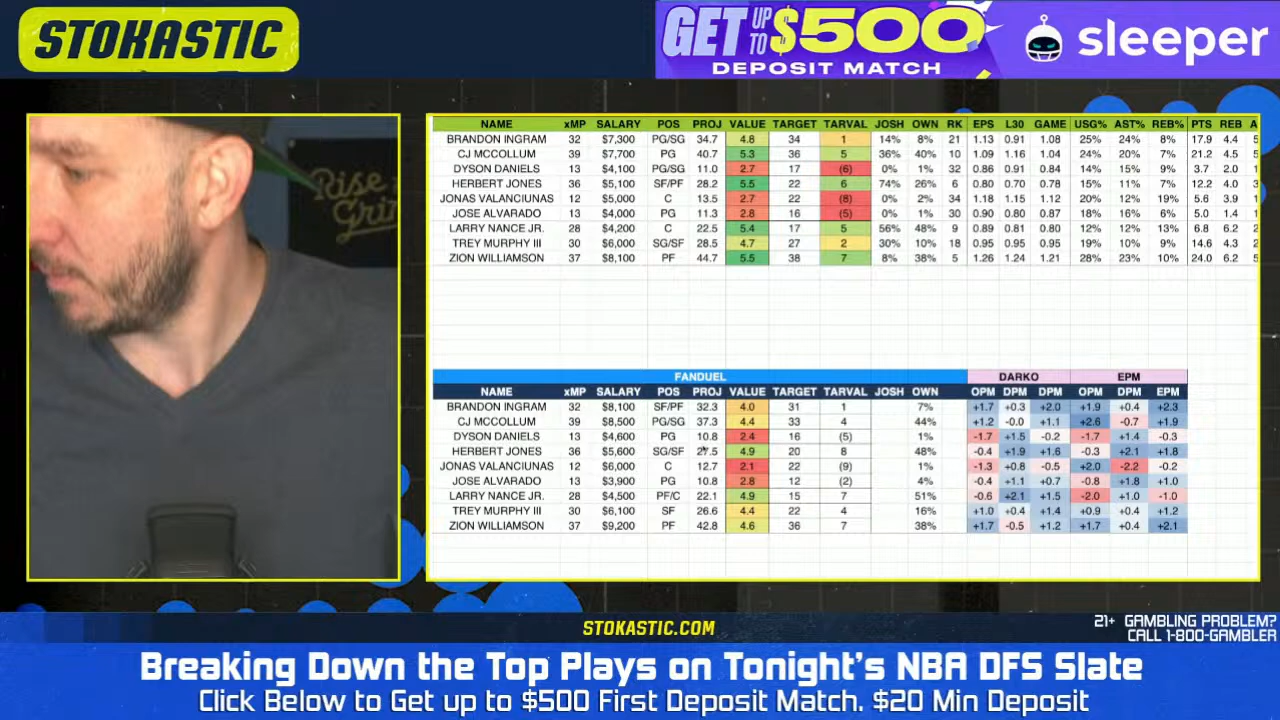 STOKASTIC
GET UP TO $500 sleeper
DEPOSIT MATCH
Rise
Grin
NAME xMP SALARY POS PROJ VALUE TARGET TARVAL JOSH OWN RK EPS L30 GAME USG% AST% REB% PTS REB A
BRANDON INGRAM 32 $7,300 PG/SG 34.7 4.8 34 1 14% 8% 21 1.13 0.91 1.08 25% 24% 8% 17.9 4.4 5
CJ MCCOLLUM 39 $7,700 PG 40.7 5.3 36 5 36% 40% 10 1.09 1.16 1.04 24% 20% 7% 21.2 4.5 5
DYSON DANIELS 13 $4,100 PG/SG 11.0 2.7 17 (6) 0% 1% 32 0.86 0.91 0.84 14% 15% 9% 3.7 2.0 1
HERBERT JONES 36 $5,100 SF/PF 28.2 5.5 22 6 74% 26% 6 0.80 0.70 0.78 15% 11% 7% 12.2 4.0 3
JONAS VALANCIUNAS 12 $5,000 C 13.5 2.7 22 (8) 0% 2% 34 1.18 1.15 1.12 20% 12% 19% 5.6 3.9 1
JOSE ALVARADO 13 $4,000 PG 11.3 2.8 16 (5) 0% 1% 30 0.90 0.80 0.87 18% 16% 6% 5.0 1.4 1
LARRY NANCE JR. 28 $4,200 C 22.5 5.4 17 5 56% 48% 9 0.89 0.81 0.80 12% 12% 13% 6.8 6.2 2
TREY MURPHY III 30 $6,000 SG/SF 28.5 4.7 27 2 30% 10% 18 0.95 0.95 0.95 19% 10% 9% 14.6 4.3 2
ZION WILLIAMSON 37 $8,100 PF 44.7 5.5 38 7 8% 38% 5 1.26 1.24 1.21 28% 23% 10% 24.0 6.2 5
FANDUEL DARKO EPM
NAME xMP SALARY POS PROJ VALUE TARGET TARVAL JOSH OWN OPM DPM DPM OPM DPM EPM
BRANDON INGRAM 32 $8,100 SF/PF 32.3 4.0 31 1 7% +1.7 +0.3 +2.0 +1.9 +0.4 +2.3
CJ MCCOLLUM 39 $8,500 PG/SG 37.3 4.4 33 4 44% +1.2 -0.0 +1.1 +2.6 -0.7 +1.9
DYSON DANIELS 13 $4,600 PG 10.8 2.4 16 (5) 1% -1.7 +1.5 -0.2 -1.7 +1.4 -0.3
HERBERT JONES 36 $5,600 SG/SF 27.5 4.9 20 8 48% -0.4 +1.9 +1.6 -0.3 +2.1 +1.8
JONAS VALANCIUNAS 12 $6,000 C 12.7 2.1 22 (9) 1% -1.3 +0.8 -0.5 +2.0 -2.2 -0.2
JOSE ALVARADO 13 $3,900 PG 10.8 2.8 12 (2) 4% -0.4 +1.1 +0.7 -0.8 +1.8 +1.0
LARRY NANCE JR. 28 $4,500 PF/C 22.1 4.9 15 7 51% -0.6 +2.1 +1.5 -2.0 +1.0 -1.0
TREY MURPHY III 30 $6,100 SF 26.6 4.4 22 4 16% +1.0 +0.4 +1.4 +0.9 +0.4 +1.2
ZION WILLIAMSON 37 $9,200 PF 42.8 4.6 36 7 38% +1.7 -0.5 +1.2 +1.7 +0.4 +2.1
STOKASTIC.COM
21+ GAMBLING PROBLEM?
CALL 1-800-GAMBLER
Breaking Down the Top Plays on Tonight's NBA DFS Slate
Click Below to Get up to $500 First Deposit Match. $20 Min Deposit